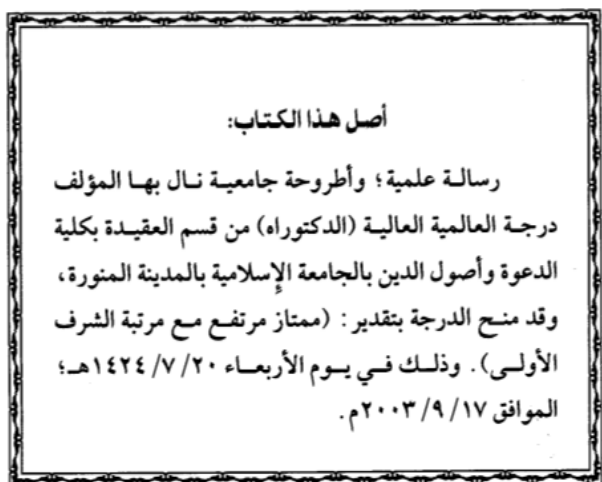 أصل هذا الكتاب:
رسالة علمية؛ وأطروحة جامعية نال بها المؤلف
درجة العالمية العالية (الدكتوراه) من قسم العقيدة بكلية
الدعوة وأصول الدين بالجامعة الإسلامية بالمدينة المنورة،
وقد منح الدرجة بتقدير: (ممتاز مرتفع مع مرتبة الشرف
الأولى). وذلك في يوم الأربعاء ٢٠/ ٧/ ١٤٢٤هـ؛
الموافق ١٧/ ٩/ ٢٠٠٣م.